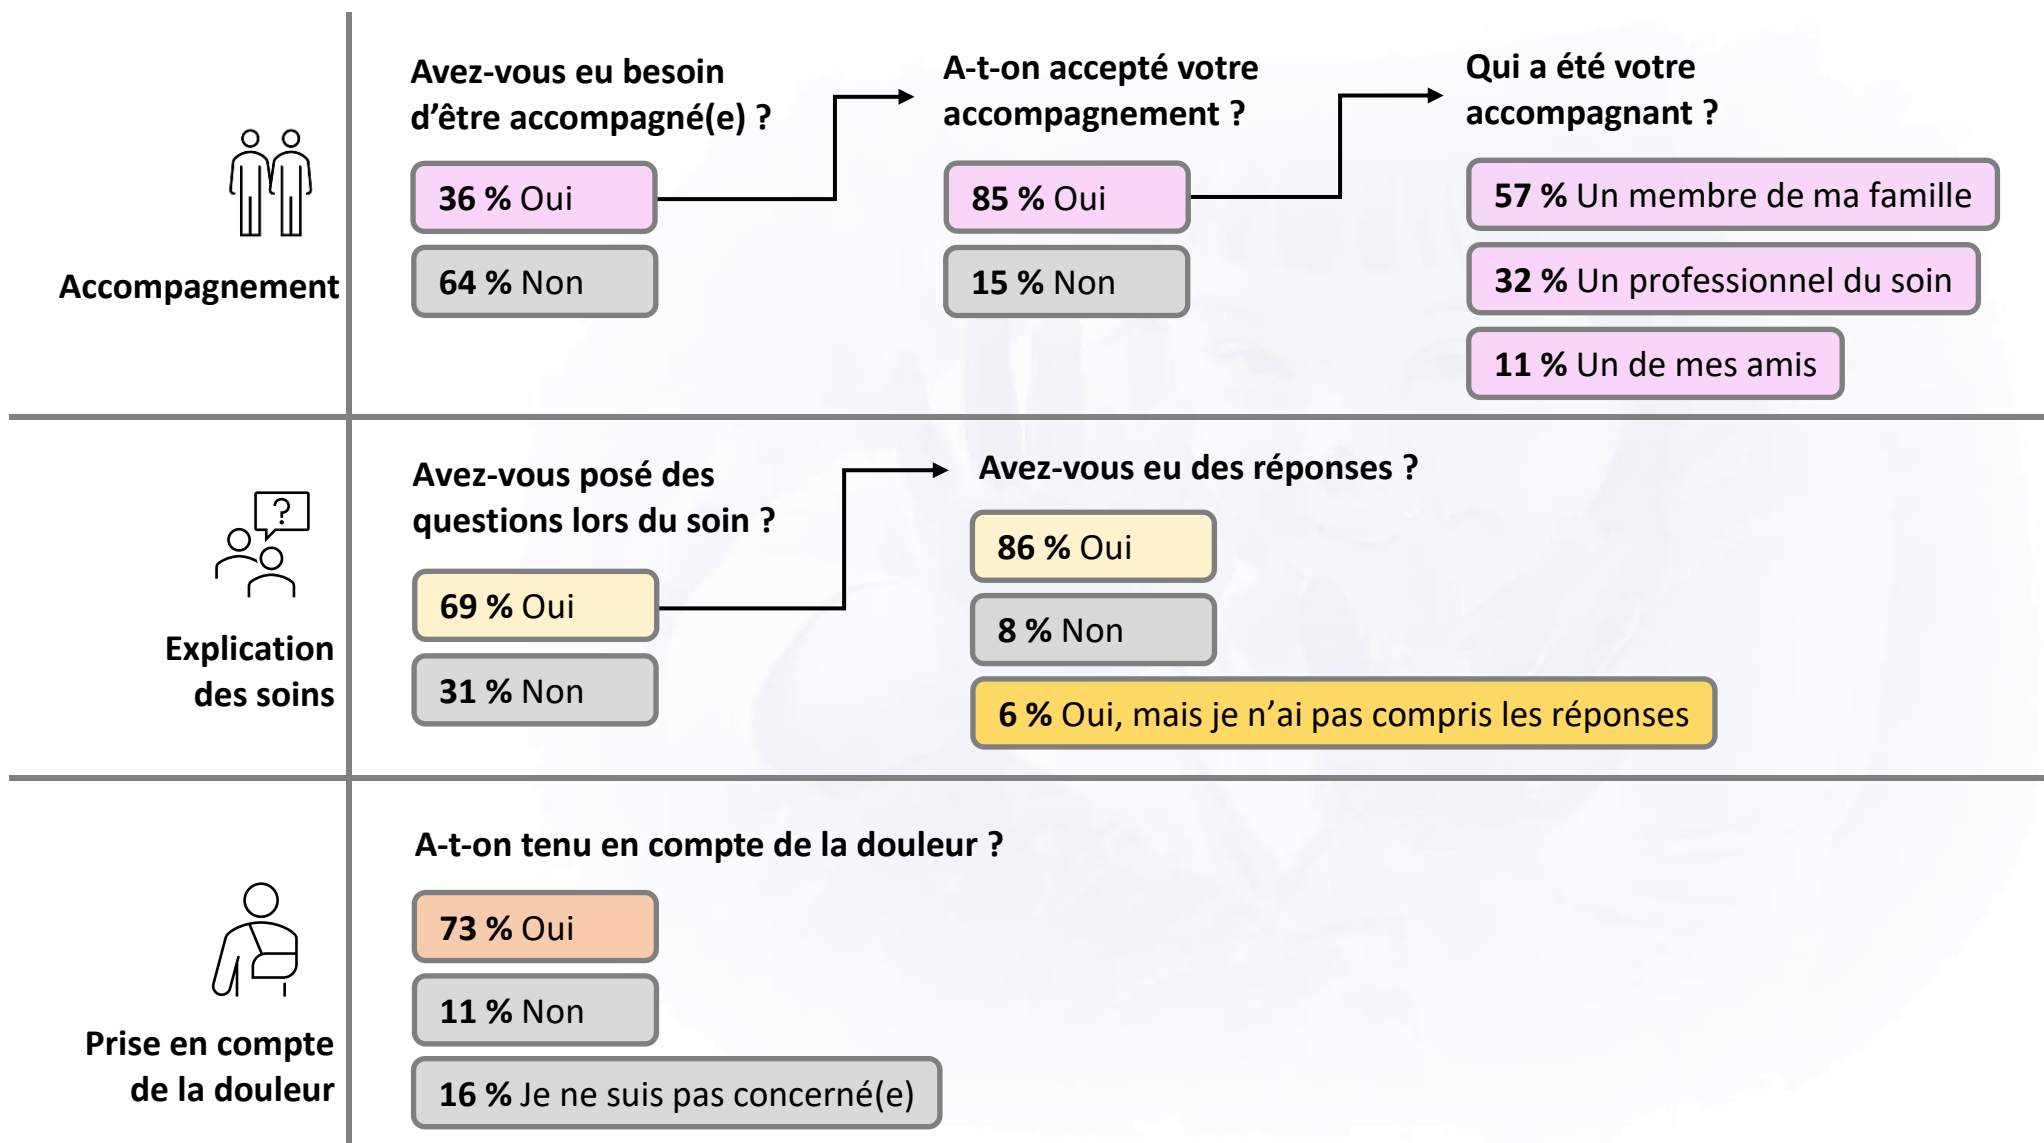 Accompagnement
Avez-vous eu besoin
d’être accompagné(e) ?
36 % Oui
64 % Non
A-t-on accepté votre
accompagnement ?
85 % Oui
15 % Non
Qui a été votre
accompagnant ?
57 % Un membre de ma famille
32 % Un professionnel du soin
11 % Un de mes amis
?
Explication
des soins
Avez-vous posé des
questions lors du soin ?
69 % Oui
31 % Non
Avez-vous eu des réponses ?
86 % Oui
8 % Non
6 % Oui, mais je n’ai pas compris les réponses
Prise en compte
de la douleur
A-t-on tenu en compte de la douleur ?
73 % Oui
11 % Non
16 % Je ne suis pas concerné(e)